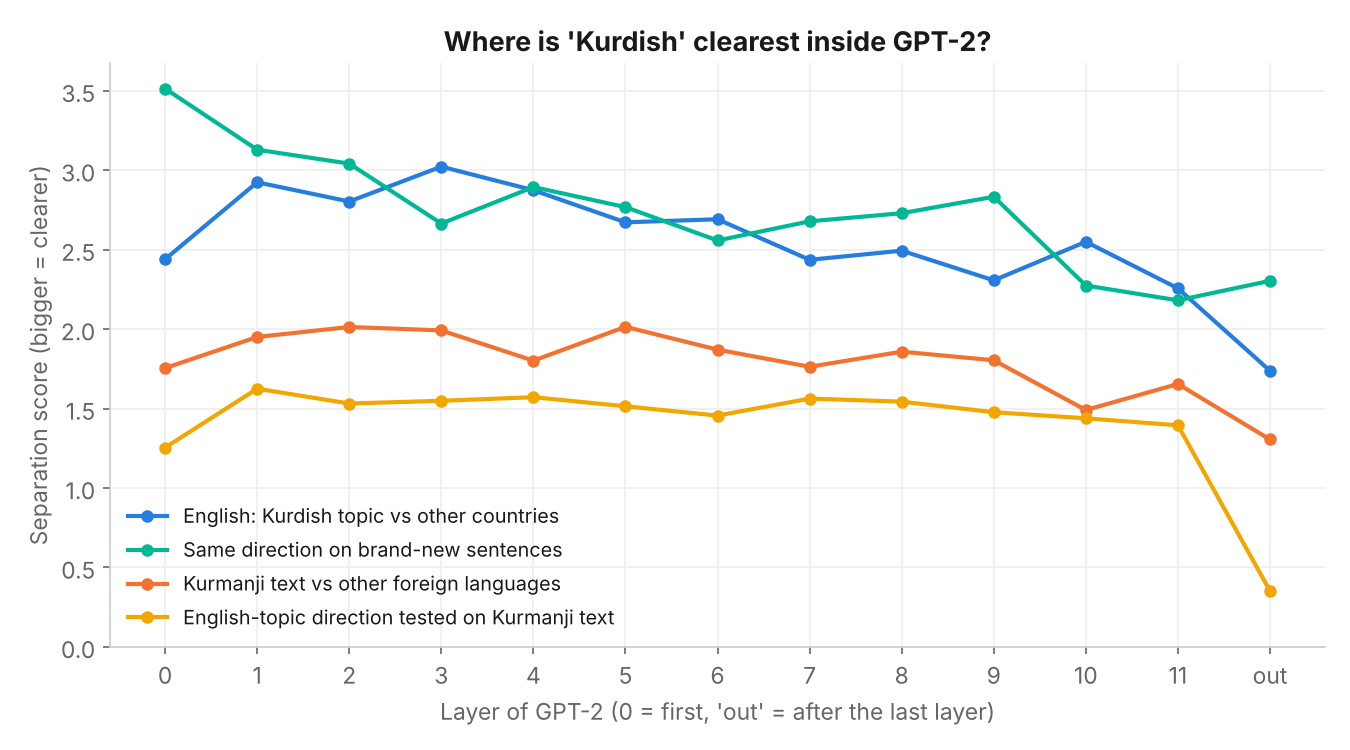 Where is 'Kurdish' clearest inside GPT-2?
Separation score (bigger = clearer)
3.5
3.0
2.5
2.0
1.5
1.0
0.5
0.0
English: Kurdish topic vs other countries
Same direction on brand-new sentences
Kurmanji text vs other foreign languages
English-topic direction tested on Kurmanji text
0 1 2 3 4 5 6 7 8 9 10 11 out
Layer of GPT-2 (0 = first, 'out' = after the last layer)